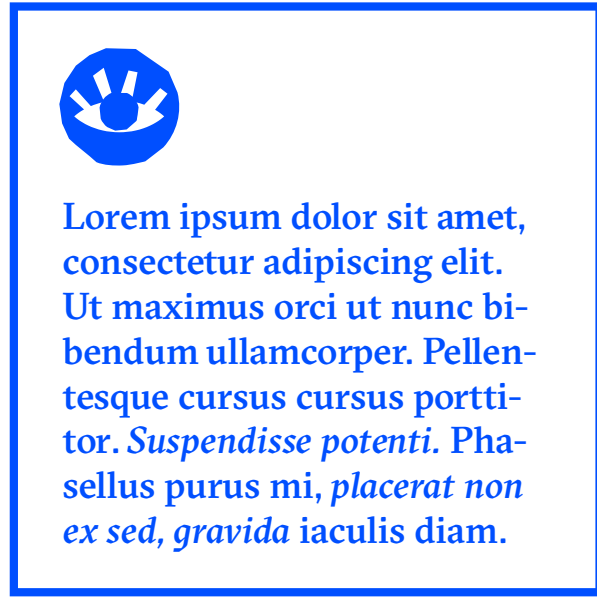 Lorem ipsum dolor sit amet,
consectetur adipiscing elit.
Ut maximus orci ut nunc bi-
bendum ullamcorper. Pellen-
tesque cursus cursus portti-
tor. Suspendisse potenti. Pha-
sellus purus mi, placerat non
ex sed, gravida iaculis diam.